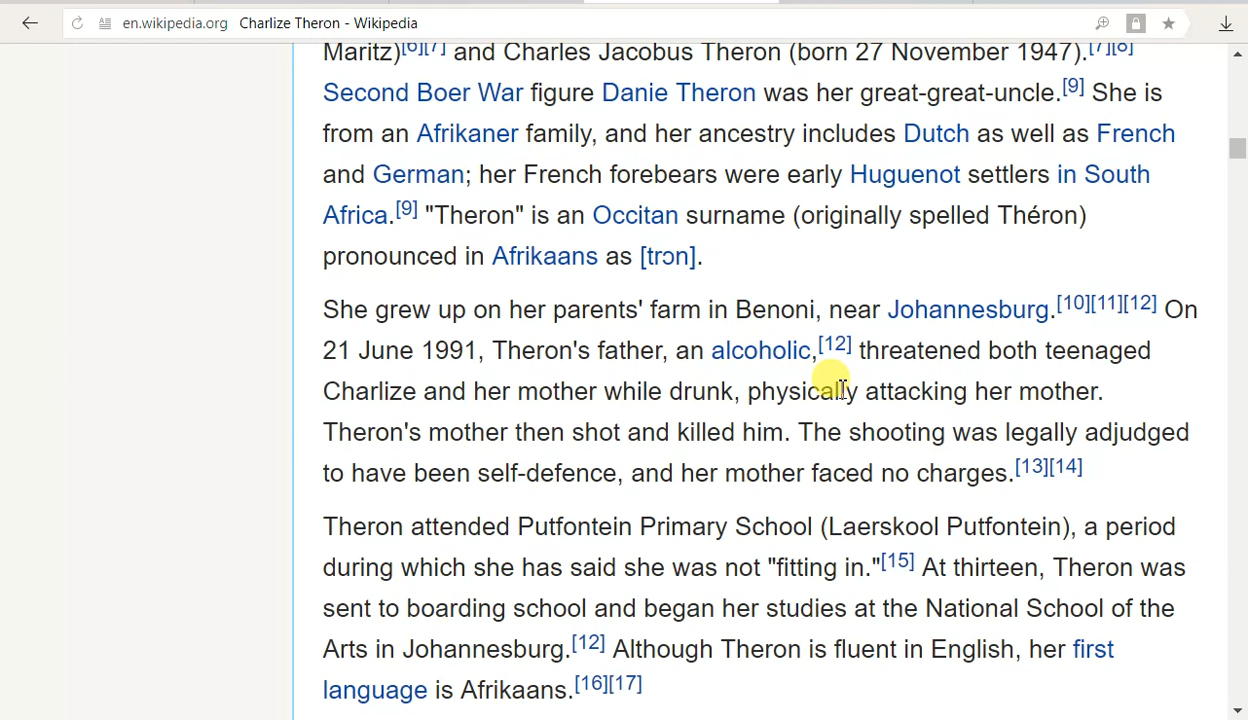 en.wikipedia.org Charlize Theron - Wikipedia
Maritz)[6][7] and Charles Jacobus Theron (born 27 November 1947).[7][8]
Second Boer War figure Danie Theron was her great-great-uncle.[9] She is
from an Afrikaner family, and her ancestry includes Dutch as well as French
and German; her French forebears were early Huguenot settlers in South
Africa.[9] "Theron" is an Occitan surname (originally spelled Théron)
pronounced in Afrikaans as [trɔn].
She grew up on her parents' farm in Benoni, near Johannesburg.[10][11][12] On
21 June 1991, Theron's father, an alcoholic,[12] threatened both teenaged
Charlize and her mother while drunk, physically attacking her mother.
Theron's mother then shot and killed him. The shooting was legally adjudged
to have been self-defence, and her mother faced no charges.[13][14]
Theron attended Putfontein Primary School (Laerskool Putfontein), a period
during which she has said she was not "fitting in."[15] At thirteen, Theron was
sent to boarding school and began her studies at the National School of the
Arts in Johannesburg.[12] Although Theron is fluent in English, her first
language is Afrikaans.[16][17]